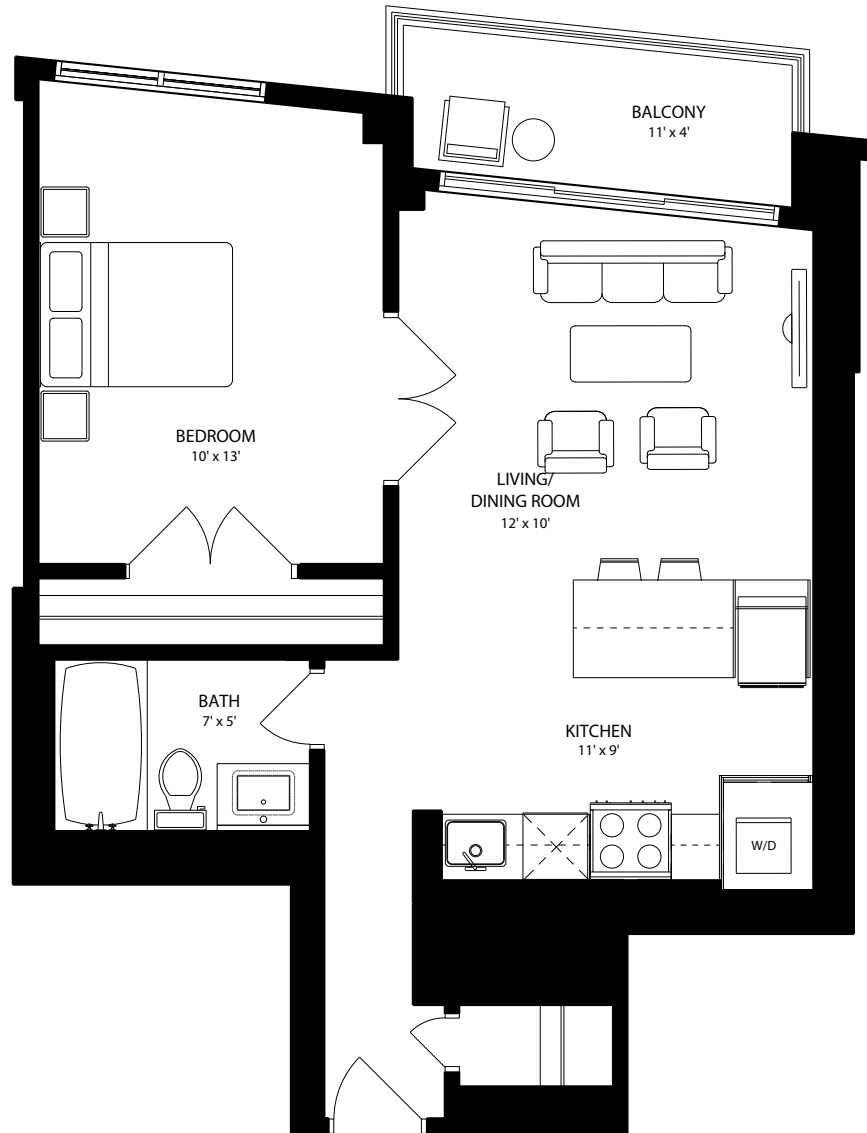 BALCONY
11' x 4'
BEDROOM
10' x 13'
LIVING/
DINING ROOM
12' x 10'
BATH
7' x 5'
KITCHEN
11' x 9'
W/D